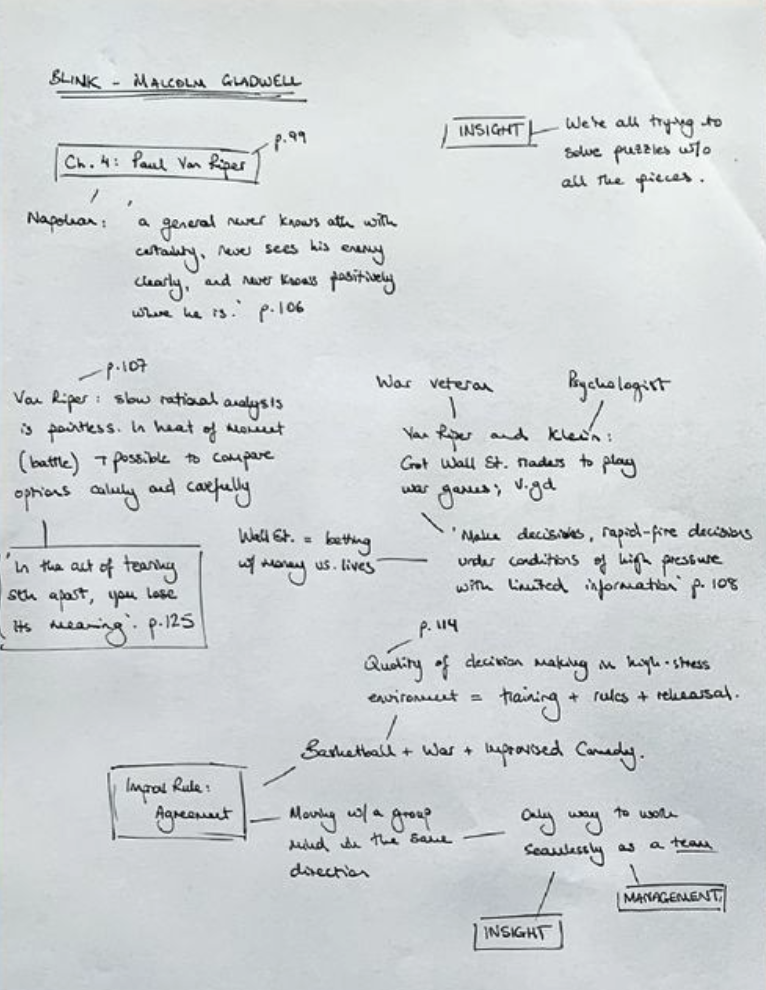 BLINK - MALCOLM GLADWELL
p.99
Ch. 4: Paul Van Riper
INSIGHT
We're all trying to
solve puzzles w/o
all the pieces.
Napoleon: 'a general never knows ath with
certainty, never sees his enemy
clearly, and never knows positively
where he is.' p.106
p.107
Van Riper: slow rational analysis
is pointless. In heat of moment
(battle) ¬ possible to compare
options calmly and carefully
'In the act of tearing
sth apart, you lose
its meaning'. p.125
War veteran
Psychologist
Van Riper and Klein:
Got Wall St. traders to play
war games; v.gd
'Make decisions, rapid-fire decisions
under conditions of high pressure
with limited information' p.108
Wall St. = betting
w/ money vs. lives
p.114
Quality of decision making in high-stress
environment = training + rules + rehearsal.
Basketball + War + Improvised Comedy.
Improv Rule:
Agreement
Moving w/ a group
mind in the same
direction
Only way to work
seamlessly as a team
MANAGEMENT
INSIGHT